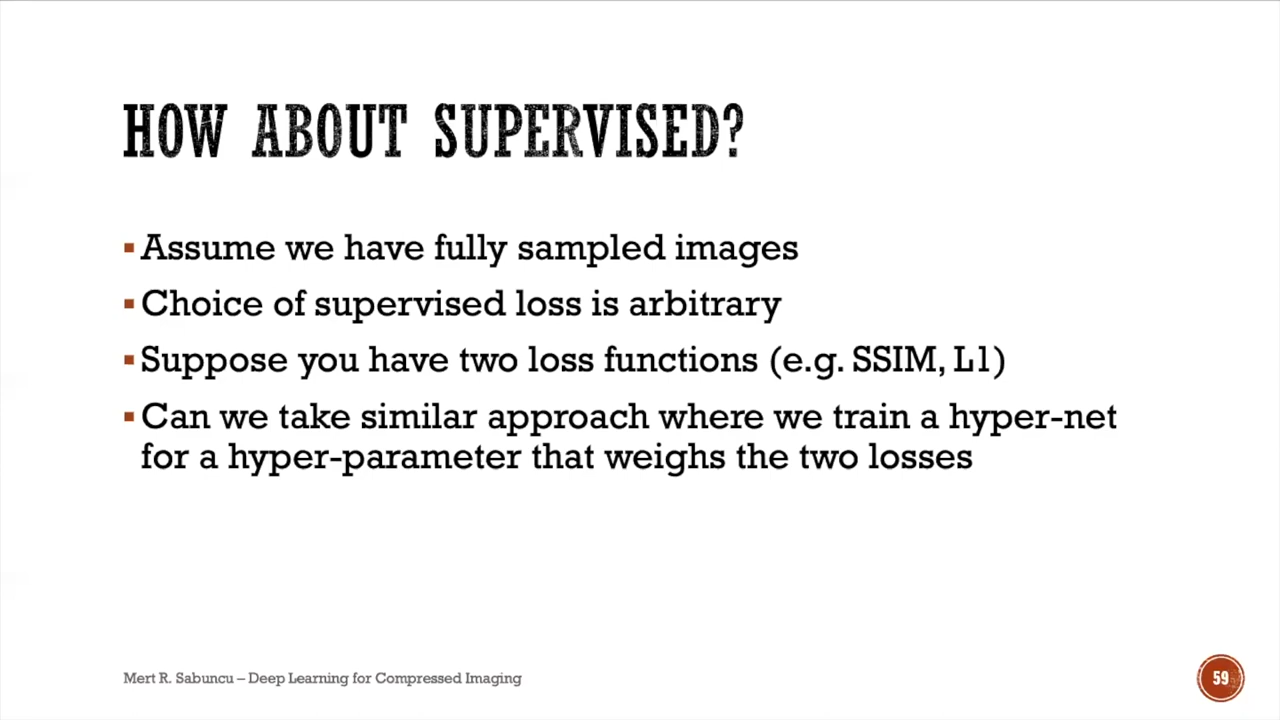 HOW ABOUT SUPERVISED?
▪ Assume we have fully sampled images
▪ Choice of supervised loss is arbitrary
▪ Suppose you have two loss functions (e.g. SSIM, L1)
▪ Can we take similar approach where we train a hyper-net
for a hyper-parameter that weighs the two losses
Mert R. Sabuncu – Deep Learning for Compressed Imaging
59